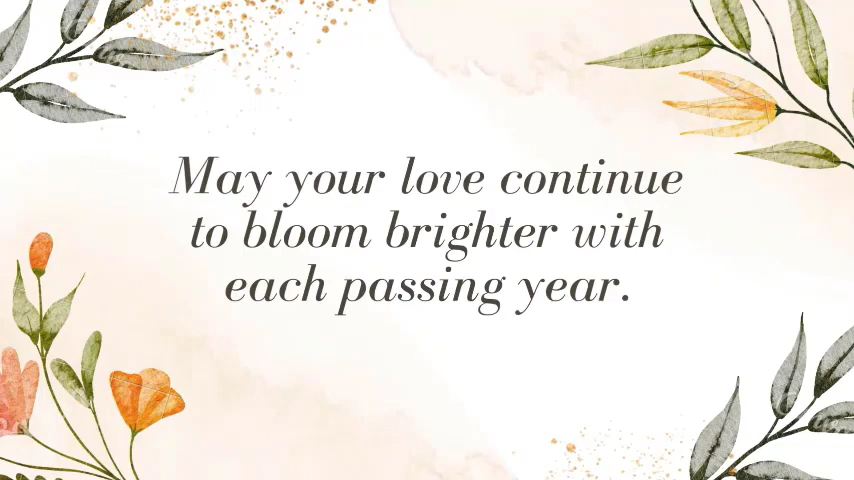 May your love continue
to bloom brighter with
each passing year.